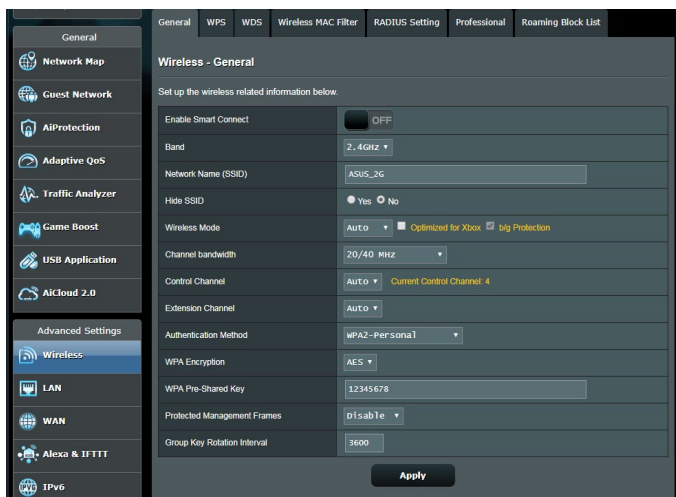 General
Network Map
Guest Network
AiProtection
Adaptive QoS
Traffic Analyzer
Game Boost
USB Application
AiCloud 2.0
Advanced Settings
Wireless
LAN
WAN
Alexa & IFTTT
IPv6
General WPS WDS Wireless MAC Filter RADIUS Setting Professional Roaming Block List
Wireless - General
Set up the wireless related information below.
Enable Smart Connect OFF
Band 2.4GHz
Network Name (SSID) ASUS_2G
Hide SSID Yes No
Wireless Mode Auto Optimized for Xbox b/g Protection
Channel bandwidth 20/40 MHz
Control Channel Auto Current Control Channel: 4
Extension Channel Auto
Authentication Method WPA2-Personal
WPA Encryption AES
WPA Pre-Shared Key 12345678
Protected Management Frames Disable
Group Key Rotation Interval 3600
Apply